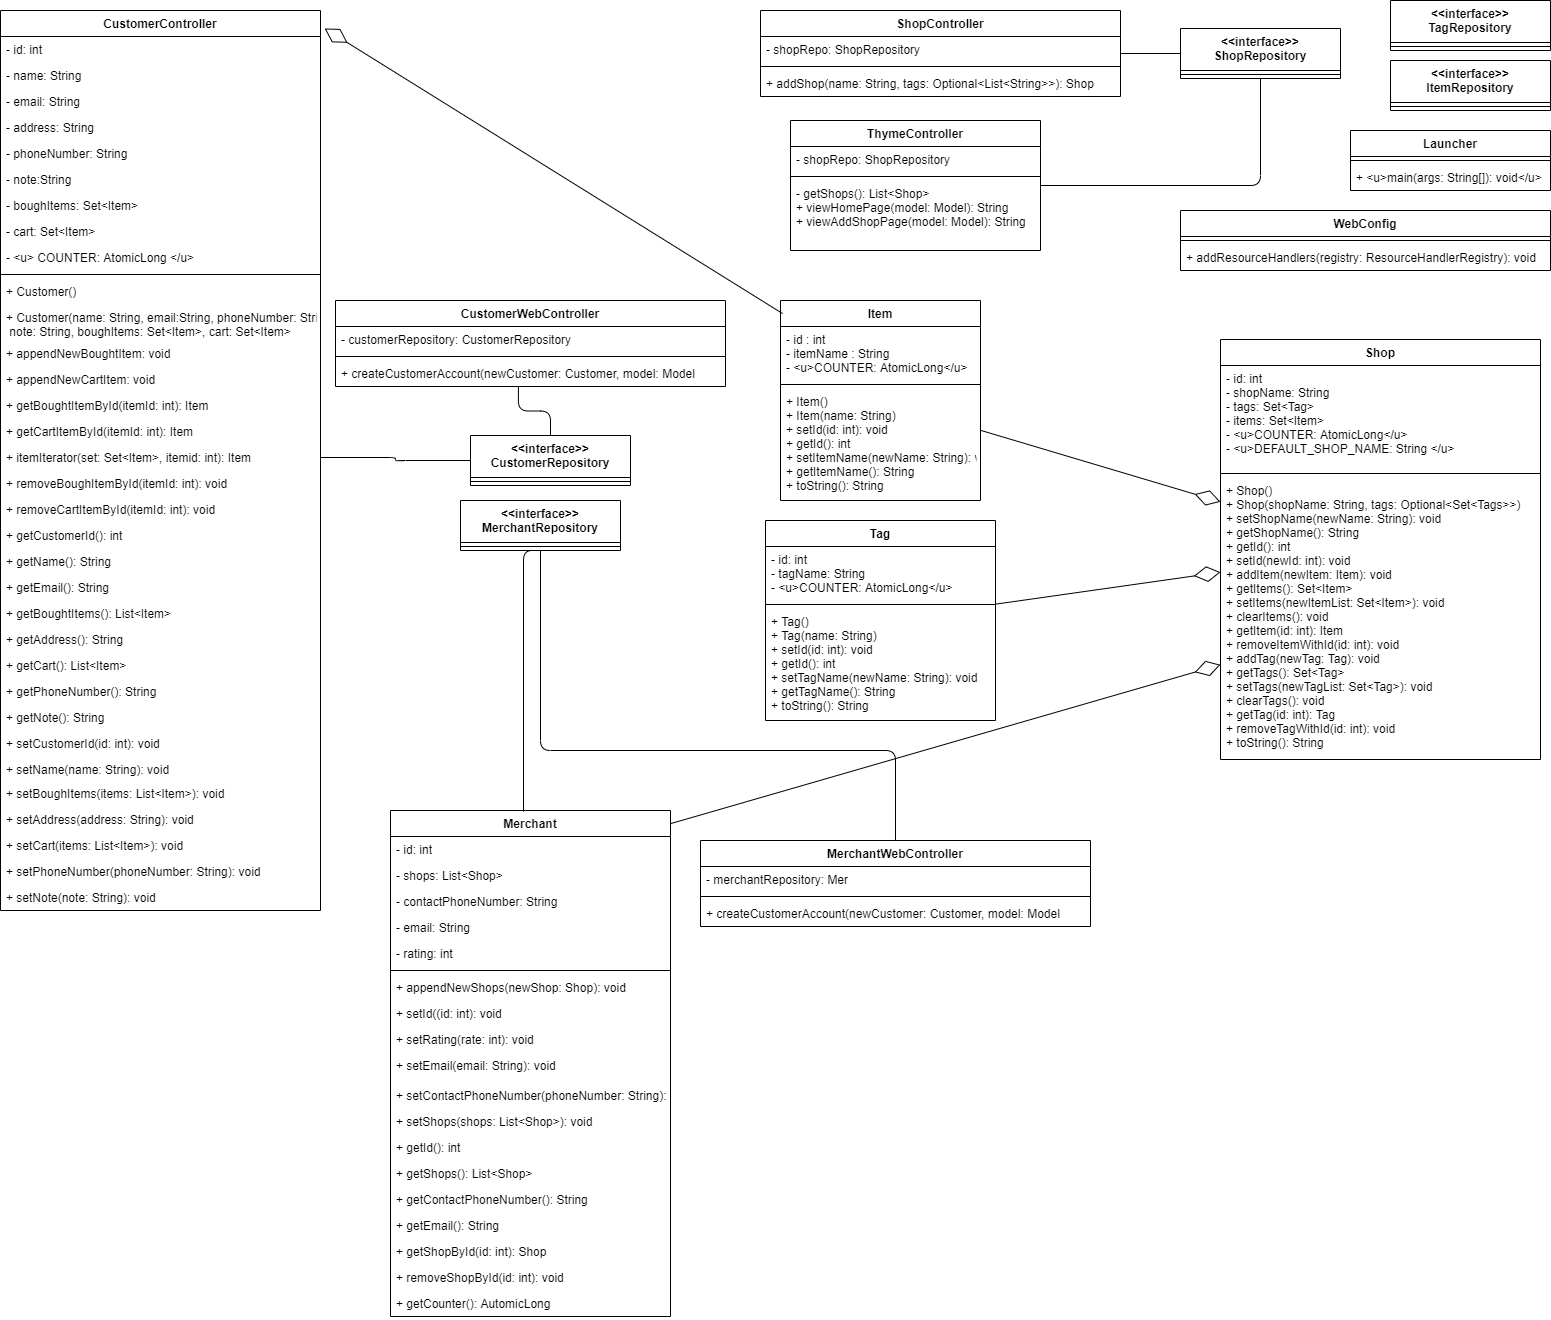 CustomerController
- id: int
- name: String
- email: String
- address: String
- phoneNumber: String
- note:String
- boughItems: Set<Item>
- cart: Set<Item>
- <u> COUNTER: AtomicLong </u>
+ Customer()
+ Customer(name: String, email:String, phoneNumber: Stri
note: String, boughItems: Set<Item>, cart: Set<Item>
+ appendNewBoughtItem: void
+ appendNewCartItem: void
+ getBoughtItemById(itemId: int): Item
+ getCartItemById(itemId: int): Item
+ itemIterator(set: Set<Item>, itemid: int): Item
+ removeBoughItemById(itemId: int): void
+ removeCartItemById(itemId: int): void
+ getCustomerId(): int
+ getName(): String
+ getEmail(): String
+ getBoughtItems(): List<Item>
+ getAddress(): String
+ getCart(): List<Item>
+ getPhoneNumber(): String
+ getNote(): String
+ setCustomerId(id: int): void
+ setName(name: String): void
+ setBoughItems(items: List<Item>): void
+ setAddress(address: String): void
+ setCart(items: List<Item>): void
+ setPhoneNumber(phoneNumber: String): void
+ setNote(note: String): void
CustomerWebController
- customerRepository: CustomerRepository
+ createCustomerAccount(newCustomer: Customer, model: Model
<<interface>>
CustomerRepository
<<interface>>
MerchantRepository
Merchant
- id: int
- shops: List<Shop>
- contactPhoneNumber: String
- email: String
- rating: int
+ appendNewShops(newShop: Shop): void
+ setId((id: int): void
+ setRating(rate: int): void
+ setEmail(email: String): void
+ setContactPhoneNumber(phoneNumber: String):
+ setShops(shops: List<Shop>): void
+ getId(): int
+ getShops(): List<Shop>
+ getContactPhoneNumber(): String
+ getEmail(): String
+ getShopById(id: int): Shop
+ removeShopById(id: int): void
+ getCounter(): AutomicLong
ShopController
- shopRepo: ShopRepository
+ addShop(name: String, tags: Optional<List<String>>): Shop
ThymeController
- shopRepo: ShopRepository
- getShops(): List<Shop>
+ viewHomePage(model: Model): String
+ viewAddShopPage(model: Model): String
Item
- id : int
- itemName : String
- <u>COUNTER: AtomicLong</u>
+ Item()
+ Item(name: String)
+ setId(id: int): void
+ getId(): int
+ setItemName(newName: String):
+ getItemName(): String
+ toString(): String
Tag
- id: int
- tagName: String
- <u>COUNTER: AtomicLong</u>
+ Tag()
+ Tag(name: String)
+ setId(id: int): void
+ getId(): int
+ setTagName(newName: String): void
+ getTagName(): String
+ toString(): String
MerchantWebController
- merchantRepository: Mer
+ createCustomerAccount(newCustomer: Customer, model: Model
<<interface>>
ShopRepository
<<interface>>
TagRepository
<<interface>>
ItemRepository
Launcher
+ <u>main(args: String[]): void</u>
WebConfig
+ addResourceHandlers(registry: ResourceHandlerRegistry): void
Shop
- id: int
- shopName: String
- tags: Set<Tag>
- items: Set<Item>
- <u>COUNTER: AtomicLong</u>
- <u>DEFAULT_SHOP_NAME: String </u>
+ Shop()
+ Shop(shopName: String, tags: Optional<Set<Tags>>)
+ setShopName(newName: String): void
+ getShopName(): String
+ getId(): int
+ setId(newId: int): void
+ addItem(newItem: Item): void
+ getItems(): Set<Item>
+ setItems(newItemList: Set<Item>): void
+ clearItems(): void
+ getItem(id: int): Item
+ removeItemWithId(id: int): void
+ addTag(newTag: Tag): void
+ getTags(): Set<Tag>
+ setTags(newTagList: Set<Tag>): void
+ clearTags(): void
+ getTag(id: int): Tag
+ removeTagWithId(id: int): void
+ toString(): String